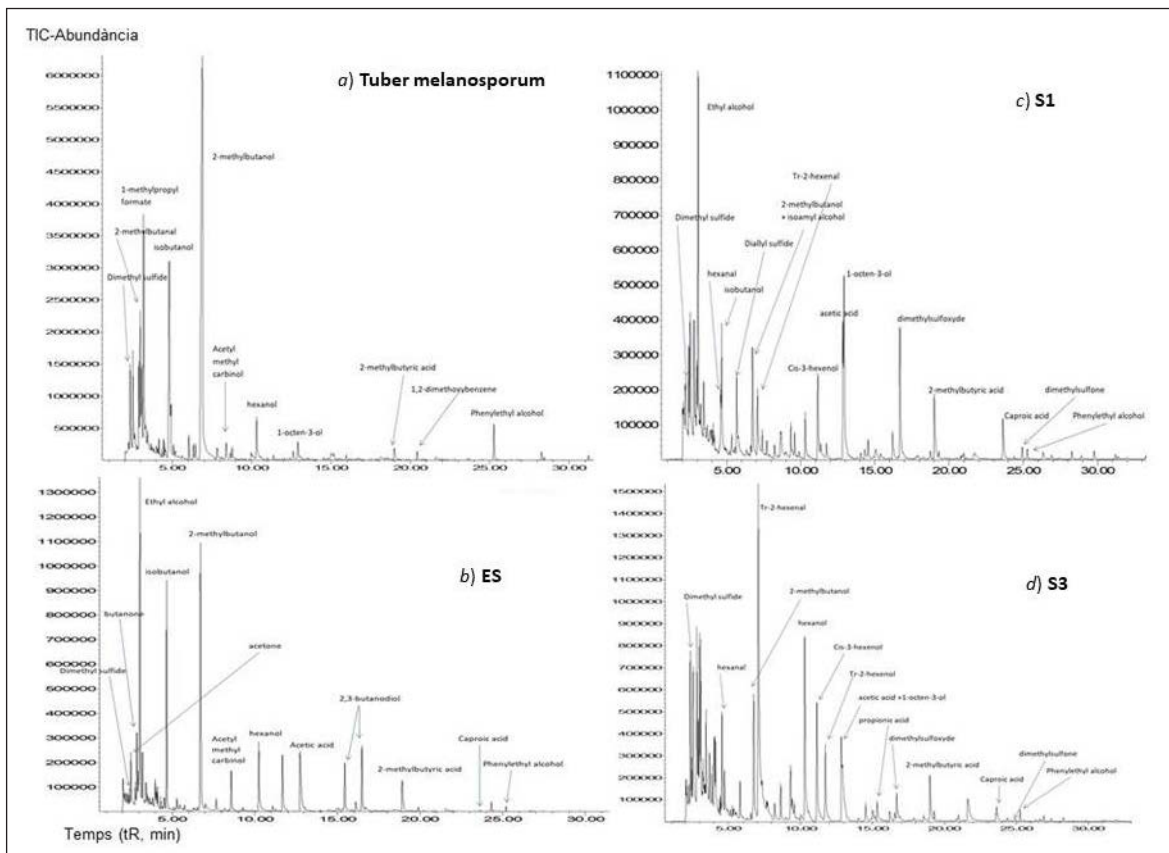 TIC-Abundància
a) Tuber melanosporum
6000000
5500000
5000000
4500000
4000000
3500000
3000000
2500000
2000000
1500000
1000000
500000
1-methylpropyl
formate
2-methylbutanal
Dimethyl sulfide
isobutanol
2-methylbutanol
Acetyl
methyl
carbinol
hexanol
1-octen-3-ol
2-methylbutyric acid
1,2-dimethoxybenzene
Phenylethyl alcohol
5.00 10.00 15.00 20.00 25.00 30.00
c) S1
1100000
1000000
900000
800000
700000
600000
500000
400000
300000
200000
100000
Ethyl alcohol
Dimethyl sulfide
hexanal
isobutanol
Diallyl sulfide
Tr-2-hexenal
2-methylbutanol
+ isoamyl alcohol
Cis-3-hexenol
acetic acid
1-octen-3-ol
dimethylsulfoxyde
2-methylbutyric acid
Caproic acid
dimethylsulfone
Phenylethyl alcohol
5.00 10.00 15.00 20.00 25.00 30.00
b) ES
1300000
1200000
1100000
1000000
900000
800000
700000
600000
500000
400000
300000
200000
100000
Ethyl alcohol
isobutanol
butanone
Dimethyl sulfide
2-methylbutanol
acetone
Acetyl
methyl
carbinol
hexanol
Acetic acid
2,3-butanodiol
2-methylbutyric acid
Caproic acid
Phenylethyl alcohol
5.00 10.00 15.00 20.00 25.00 30.00
Temps (tR, min)
d) S3
1500000
1400000
1300000
1200000
1100000
1000000
900000
800000
700000
600000
500000
400000
300000
200000
100000
Tr-2-hexenal
Dimethyl sulfide
hexanal
2-methylbutanol
hexanol
Cis-3-hexenol
Tr-2-hexenol
acetic acid +1-octen-3-ol
propionic acid
dimethylsulfoxyde
2-methylbutyric acid
Caproic acid
dimethylsulfone
Phenylethyl alcohol
5.00 10.00 15.00 20.00 25.00 30.00